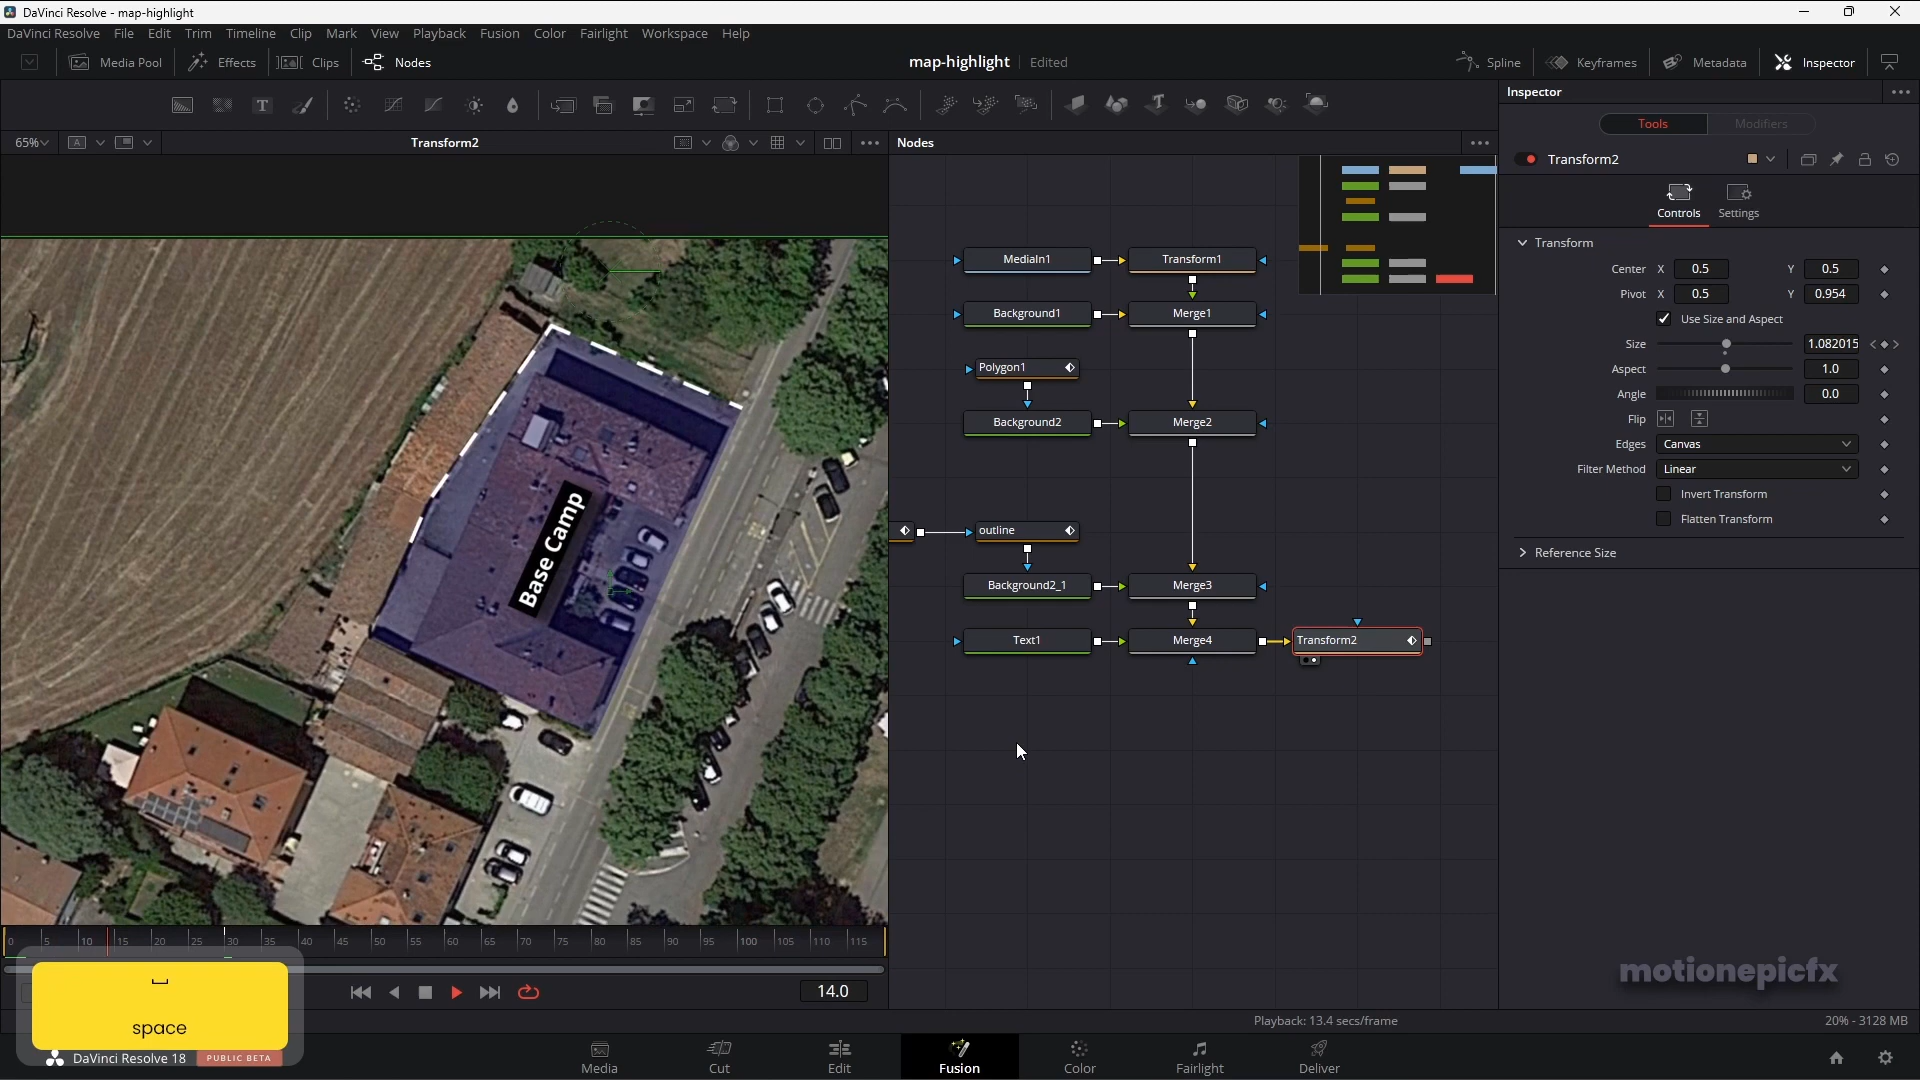 DaVinci Resolve - map-highlight
DaVinci Resolve File Edit Trim Timeline Clip Mark View Playback Fusion Color Fairlight Workspace Help
Media Pool Effects Clips Nodes map-highlight Edited Spline Keyframes Metadata Inspector
Inspector
Tools Modifiers
65% A Transform2 Nodes
Transform2
Controls Settings
Transform
Center X 0.5 Y 0.5
Pivot X 0.5 Y 0.954
Use Size and Aspect
Size 1.082015
Aspect 1.0
Angle 0.0
Flip
Edges Canvas
Filter Method Linear
Invert Transform
Flatten Transform
Reference Size
MediaIn1 Transform1
Background1 Merge1
Polygon1
Background2 Merge2
outline
Background2_1 Merge3
Text1 Merge4 Transform2
Base Camp
0 5 10 15 20 25 30 35 40 45 50 55 60 65 70 75 80 85 90 95 100 105 110 115
14.0
space
motionepicfx
Playback: 13.4 secs/frame 20% - 3128 MB
DaVinci Resolve 18 PUBLIC BETA
Media Cut Edit Fusion Color Fairlight Deliver